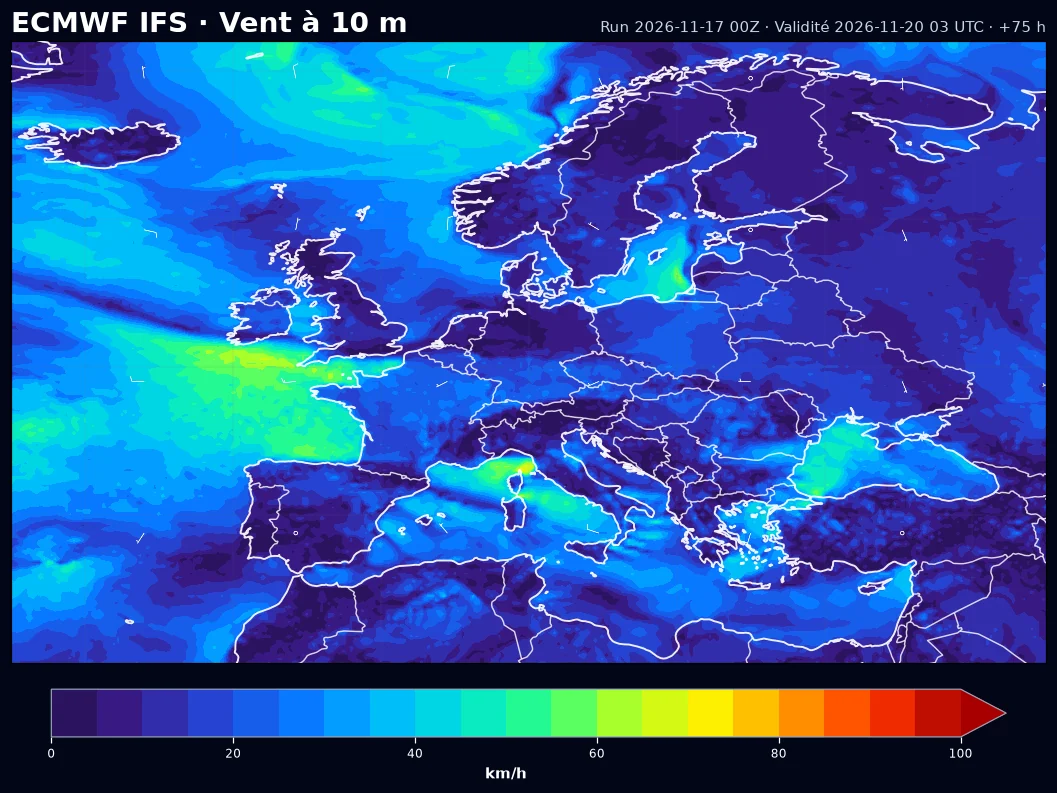 ECMWF IFS · Vent à 10 m
Run 2026-11-17 00Z · Validité 2026-11-20 03 UTC · +75 h
0 20 40 60 80 100
km/h